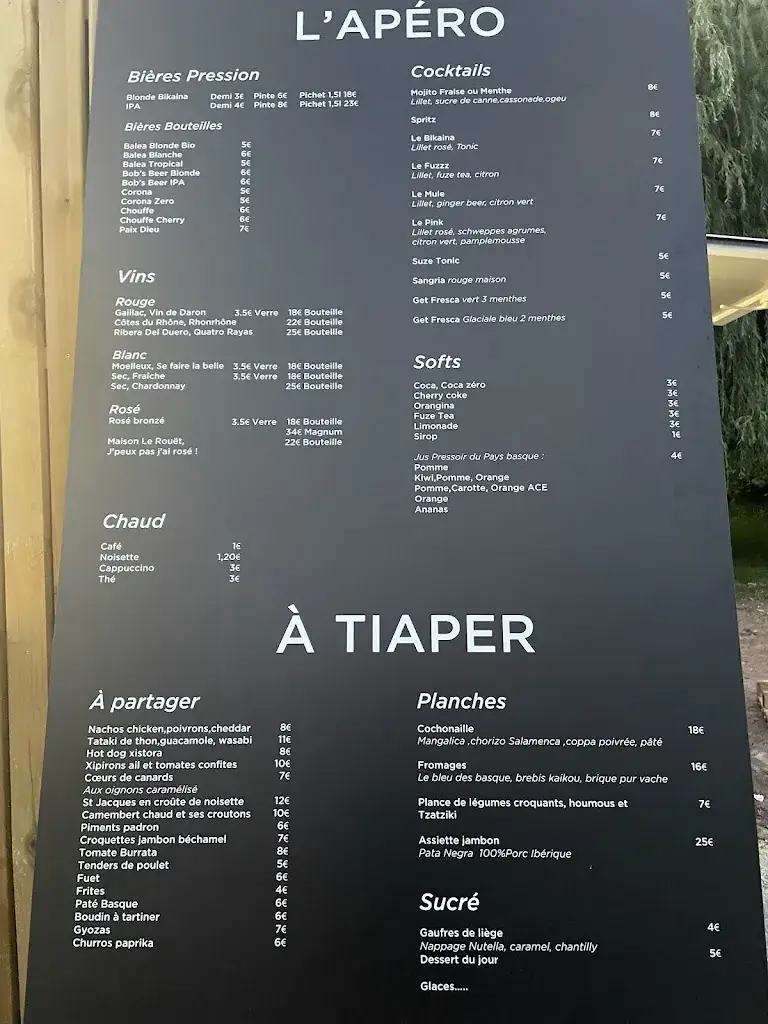 L'APÉRO
Bières Pression
Blonde Bikaina Demi 3€ Pinte 6€ Pichet 1,5l 18€
IPA Demi 4€ Pinte 8€ Pichet 1,5l 23€
Bières Bouteilles
Balea Blonde Bio 5€
Balea Blanche 6€
Balea Tropical 5€
Bob's Beer Blonde 6€
Bob's Beer IPA 6€
Corona 5€
Corona Zero 5€
Chouffe 6€
Chouffe Cherry 6€
Paix Dieu 7€
Vins
Rouge
Gaillac, Vin de Daron 3.5€ Verre 18€ Bouteille
Côtes du Rhône, Rhonrhône 22€ Bouteille
Ribera Del Duero, Quatro Rayas 25€ Bouteille
Blanc
Moelleux, Se faire la belle 3.5€ Verre 18€ Bouteille
Sec, Fraîche 3.5€ Verre 18€ Bouteille
Sec, Chardonnay 25€ Bouteille
Rosé
Rosé bronzé 3.5€ Verre 18€ Bouteille
34€ Magnum
Maison Le Rouët, 22€ Bouteille
J'peux pas j'ai rosé !
Chaud
Café 1€
Noisette 1,20€
Cappuccino 3€
Thé 3€
Cocktails
Mojito Fraise ou Menthe 8€
Lillet, sucre de canne,cassonade,ogeu
Spritz 8€
Le Bikaina 7€
Lillet rosé, Tonic
Le Fuzzz 7€
Lillet, fuze tea, citron
Le Mule 7€
Lillet, ginger beer, citron vert
Le Pink 7€
Lillet rosé, schweppes agrumes,
citron vert, pamplemousse
Suze Tonic 5€
Sangria rouge maison 5€
Get Fresca vert 3 menthes 5€
Get Fresca Glaciale bleu 2 menthes 5€
Softs
Coca, Coca zéro 3€
Cherry coke 3€
Orangina 3€
Fuze Tea 3€
Limonade 3€
Sirop 1€
Jus Pressoir du Pays basque : 4€
Pomme
Kiwi,Pomme, Orange
Pomme,Carotte, Orange ACE
Orange
Ananas
À TIAPER
À partager
Nachos chicken,poivrons,cheddar 8€
Tataki de thon,guacamole, wasabi 11€
Hot dog xistora 8€
Xipirons ail et tomates confites 10€
Cœurs de canards 7€
Aux oignons caramélisé
St Jacques en croûte de noisette 12€
Camembert chaud et ses croutons 10€
Piments padron 6€
Croquettes jambon béchamel 7€
Tomate Burrata 8€
Tenders de poulet 5€
Fuet 6€
Frites 4€
Paté Basque 6€
Boudin à tartiner 6€
Gyozas 7€
Churros paprika 6€
Planches
Cochonaille 18€
Mangalica ,chorizo Salamenca ,coppa poivrée, pâté
Fromages 16€
Le bleu des basque, brebis kaikou, brique pur vache
Plance de légumes croquants, houmous et 7€
Tzatziki
Assiette jambon 25€
Pata Negra 100%Porc Ibérique
Sucré
Gaufres de liège 4€
Nappage Nutella, caramel, chantilly
Dessert du jour 5€
Glaces.....